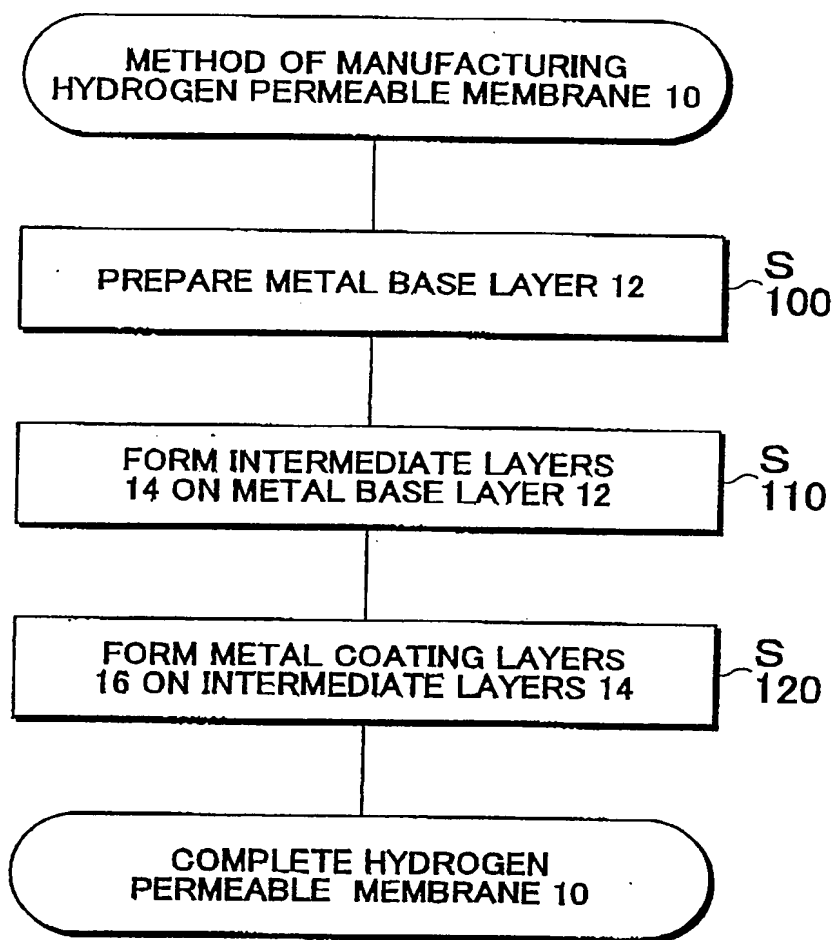 METHOD OF MANUFACTURING
HYDROGEN PERMEABLE MEMBRANE 10
PREPARE METAL BASE LAYER 12
S
100
FORM INTERMEDIATE LAYERS
14 ON METAL BASE LAYER 12
S
110
FORM METAL COATING LAYERS
16 ON INTERMEDIATE LAYERS 14
S
120
COMPLETE HYDROGEN
PERMEABLE MEMBRANE 10